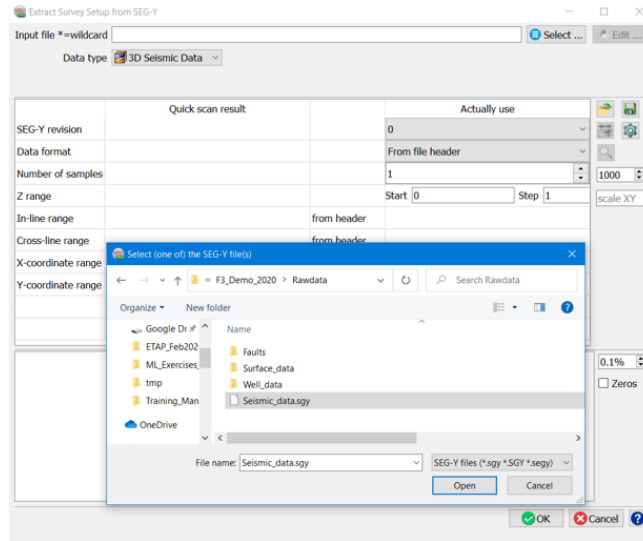 Extract Survey Setup from SEG-Y
Input file *=wildcard
Select ...
Edit ...
Data type
3D Seismic Data
Quick scan result
Actually use
SEG-Y revision
0
Data format
From file header
Number of samples
1
1000
Z range
Start 0
Step 1
scale XY
In-line range
from header
Cross-line range
from header
X-coordinate range
Y-coordinate range
Select (one of) the SEG-Y file(s)
« F3_Demo_2020 > Rawdata
Search Rawdata
Organize
New folder
Google Dr
Name
ETAP_Feb202
Faults
ML_Exercises_
Surface_data
tmp
Well_data
Training_Man
Seismic_data.sgy
OneDrive
File name:
Seismic_data.sgy
SEG-Y files (*.sgy *.SGY *.segy)
Open
Cancel
0.1%
Zeros
OK
Cancel